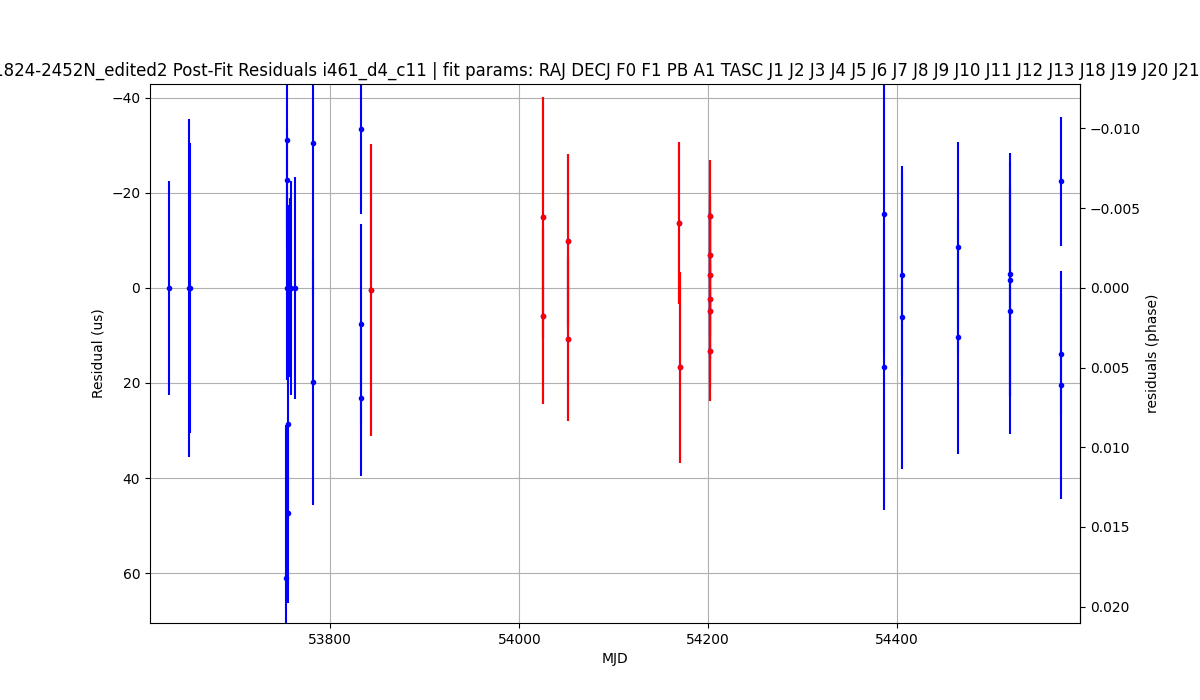 824-2452N_edited2 Post-Fit Residuals i461_d4_c11 | fit params: RAJ DECJ F0 F1 PB A1 TASC J1 J2 J3 J4 J5 J6 J7 J8 J9 J10 J11 J12 J13 J18 J19 J20 J21
−40
−20
0
20
40
60
Residual (us)
−0.010
−0.005
0.000
0.005
0.010
0.015
0.020
residuals (phase)
53800 54000 54200 54400
MJD